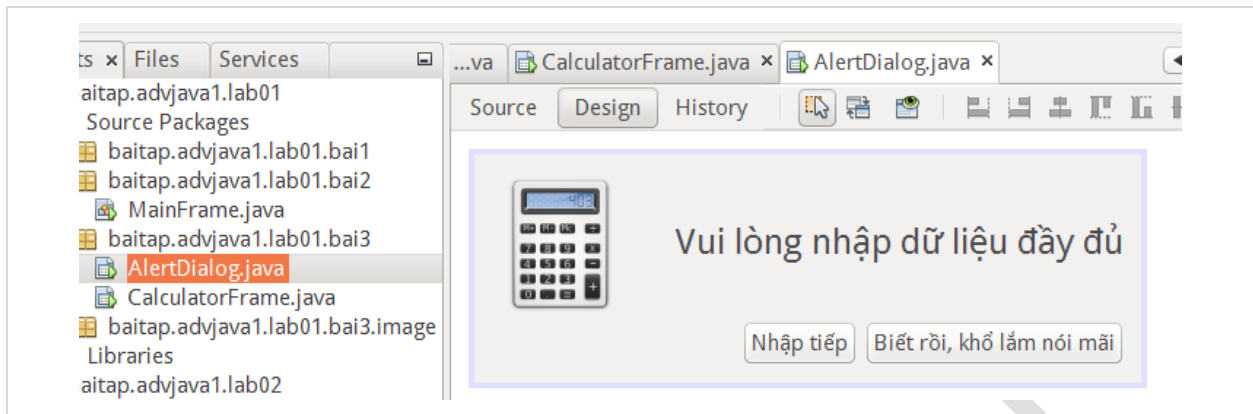 ts × Files Services
aitap.advjava1.lab01
Source Packages
baitap.advjava1.lab01.bai1
baitap.advjava1.lab01.bai2
MainFrame.java
baitap.advjava1.lab01.bai3
AlertDialog.java
CalculatorFrame.java
baitap.advjava1.lab01.bai3.image
Libraries
aitap.advjava1.lab02
...va CalculatorFrame.java × AlertDialog.java ×
Source Design History
403
Vui lòng nhập dữ liệu đầy đủ
Nhập tiếp Biết rồi, khổ lắm nói mãi